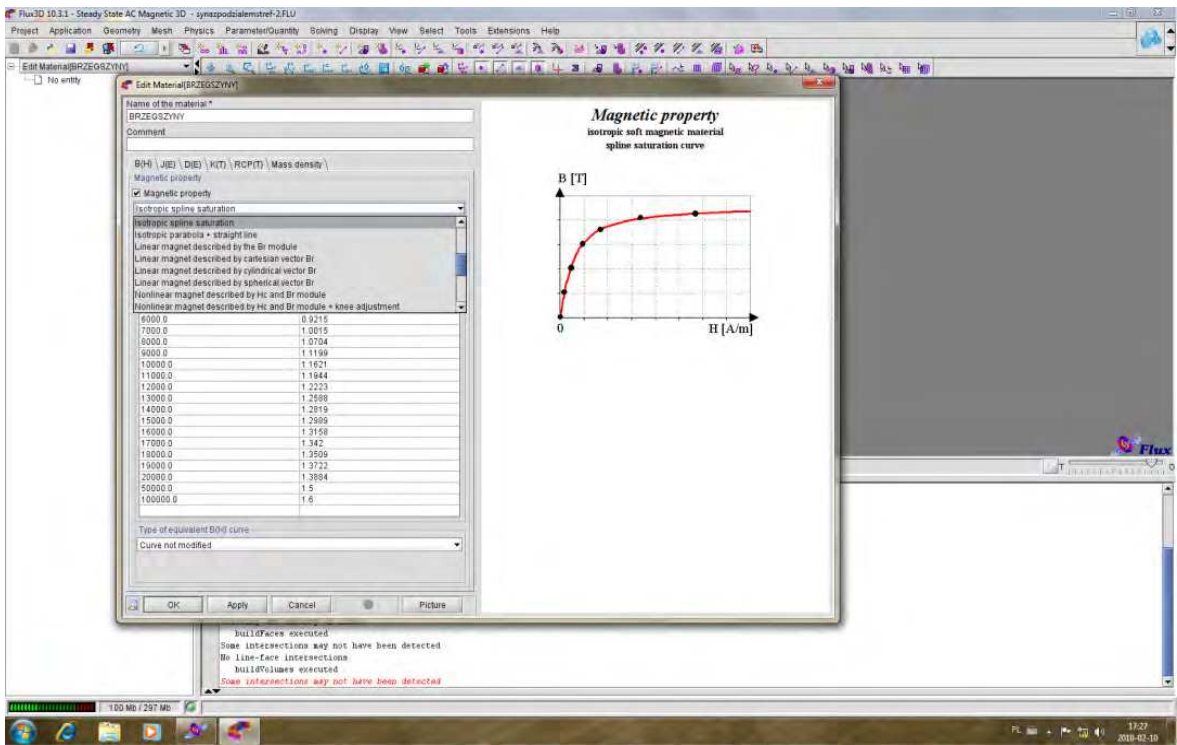 Flux3D 10.3.1 - Steady State AC Magnetic 3D - synazpodzialemstref-2.FLU
Project Application Geometry Mesh Physics Parameter/Quantity Solving Display View Select Tools Extensions Help
Edit Material[BRZEGSZYNY]
No entity
Edit Material[BRZEGSZYNY]
Name of the material *
BRZEGSZYNY
Comment
B(H) J(E) D(E) K(T) RCP(T) Mass density
Magnetic property
Magnetic property
Isotropic spline saturation
Isotropic spline saturation
Isotropic parabola + straight line
Linear magnet described by the Br module
Linear magnet described by cartesian vector Br
Linear magnet described by cylindrical vector Br
Linear magnet described by spherical vector Br
Nonlinear magnet described by Hc and Br module
Nonlinear magnet described by Hc and Br module + knee adjustment
6000.0 0.9215
7000.0 1.0015
8000.0 1.0704
9000.0 1.1199
10000.0 1.1621
11000.0 1.1944
12000.0 1.2223
13000.0 1.2588
14000.0 1.2819
15000.0 1.2989
16000.0 1.3158
17000.0 1.342
18000.0 1.3509
19000.0 1.3722
20000.0 1.3884
50000.0 1.5
100000.0 1.6
Type of equivalent B(H) curve
Curve not modified
OK Apply Cancel Picture
Magnetic property
isotropic soft magnetic material
spline saturation curve
B [T]
0 H [A/m]
Flux
T 0
buildFaces executed
Some intersections may not have been detected
No line-face intersections
buildVolumes executed
Some intersections may not have been detected
100 Mb / 297 Mb
PL 17:27
2010-02-10